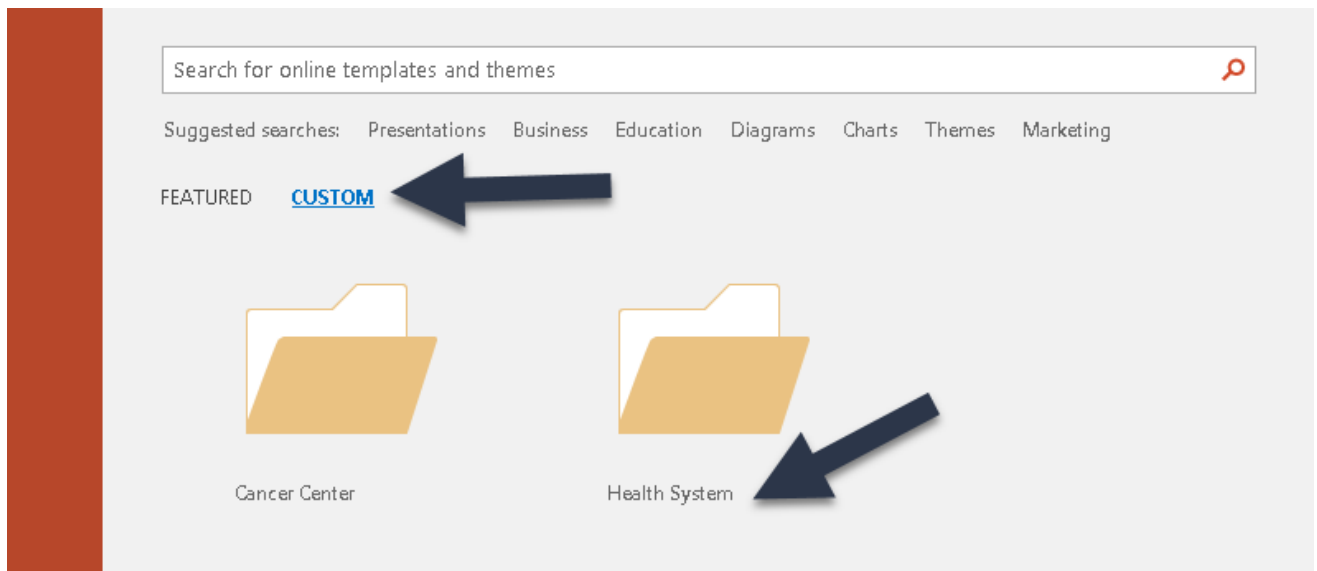 Search for online templates and themes
Suggested searches: Presentations Business Education Diagrams Charts Themes Marketing
FEATURED CUSTOM
Cancer Center Health System